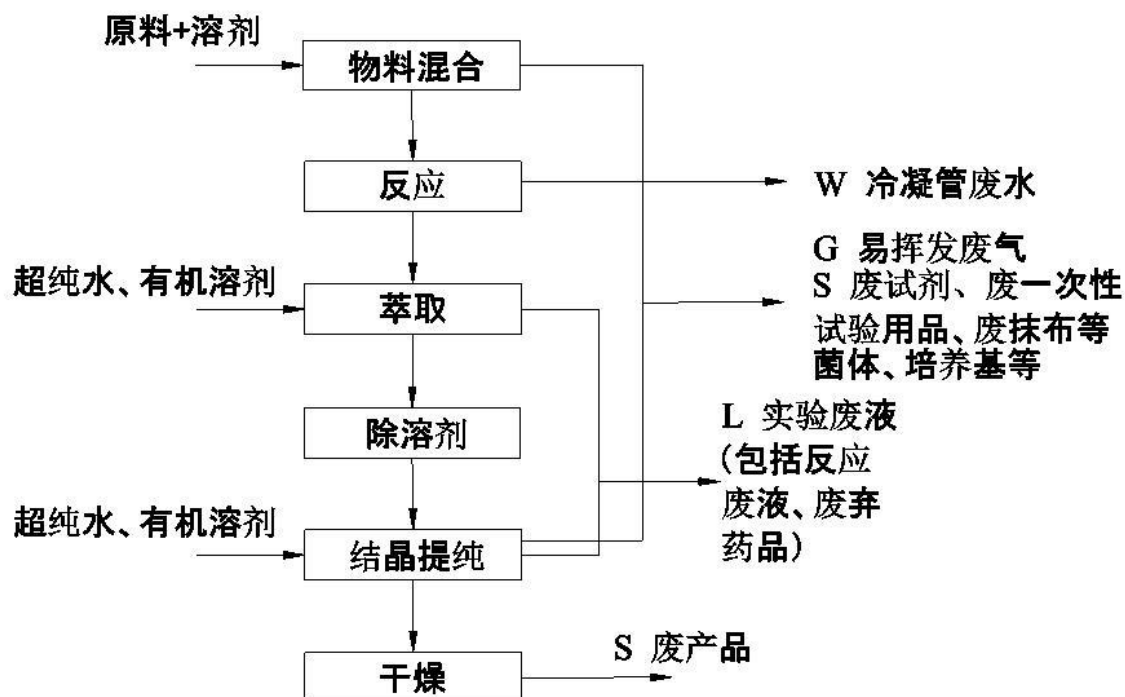 原料+溶剂
物料混合
反应
W 冷凝管废水
G 易挥发废气
S 废试剂、废一次性
试验用品、废抹布等
菌体、培养基等
超纯水、有机溶剂
萃取
除溶剂
L 实验废液
(包括反应
废液、废弃
药品)
超纯水、有机溶剂
结晶提纯
S 废产品
干燥